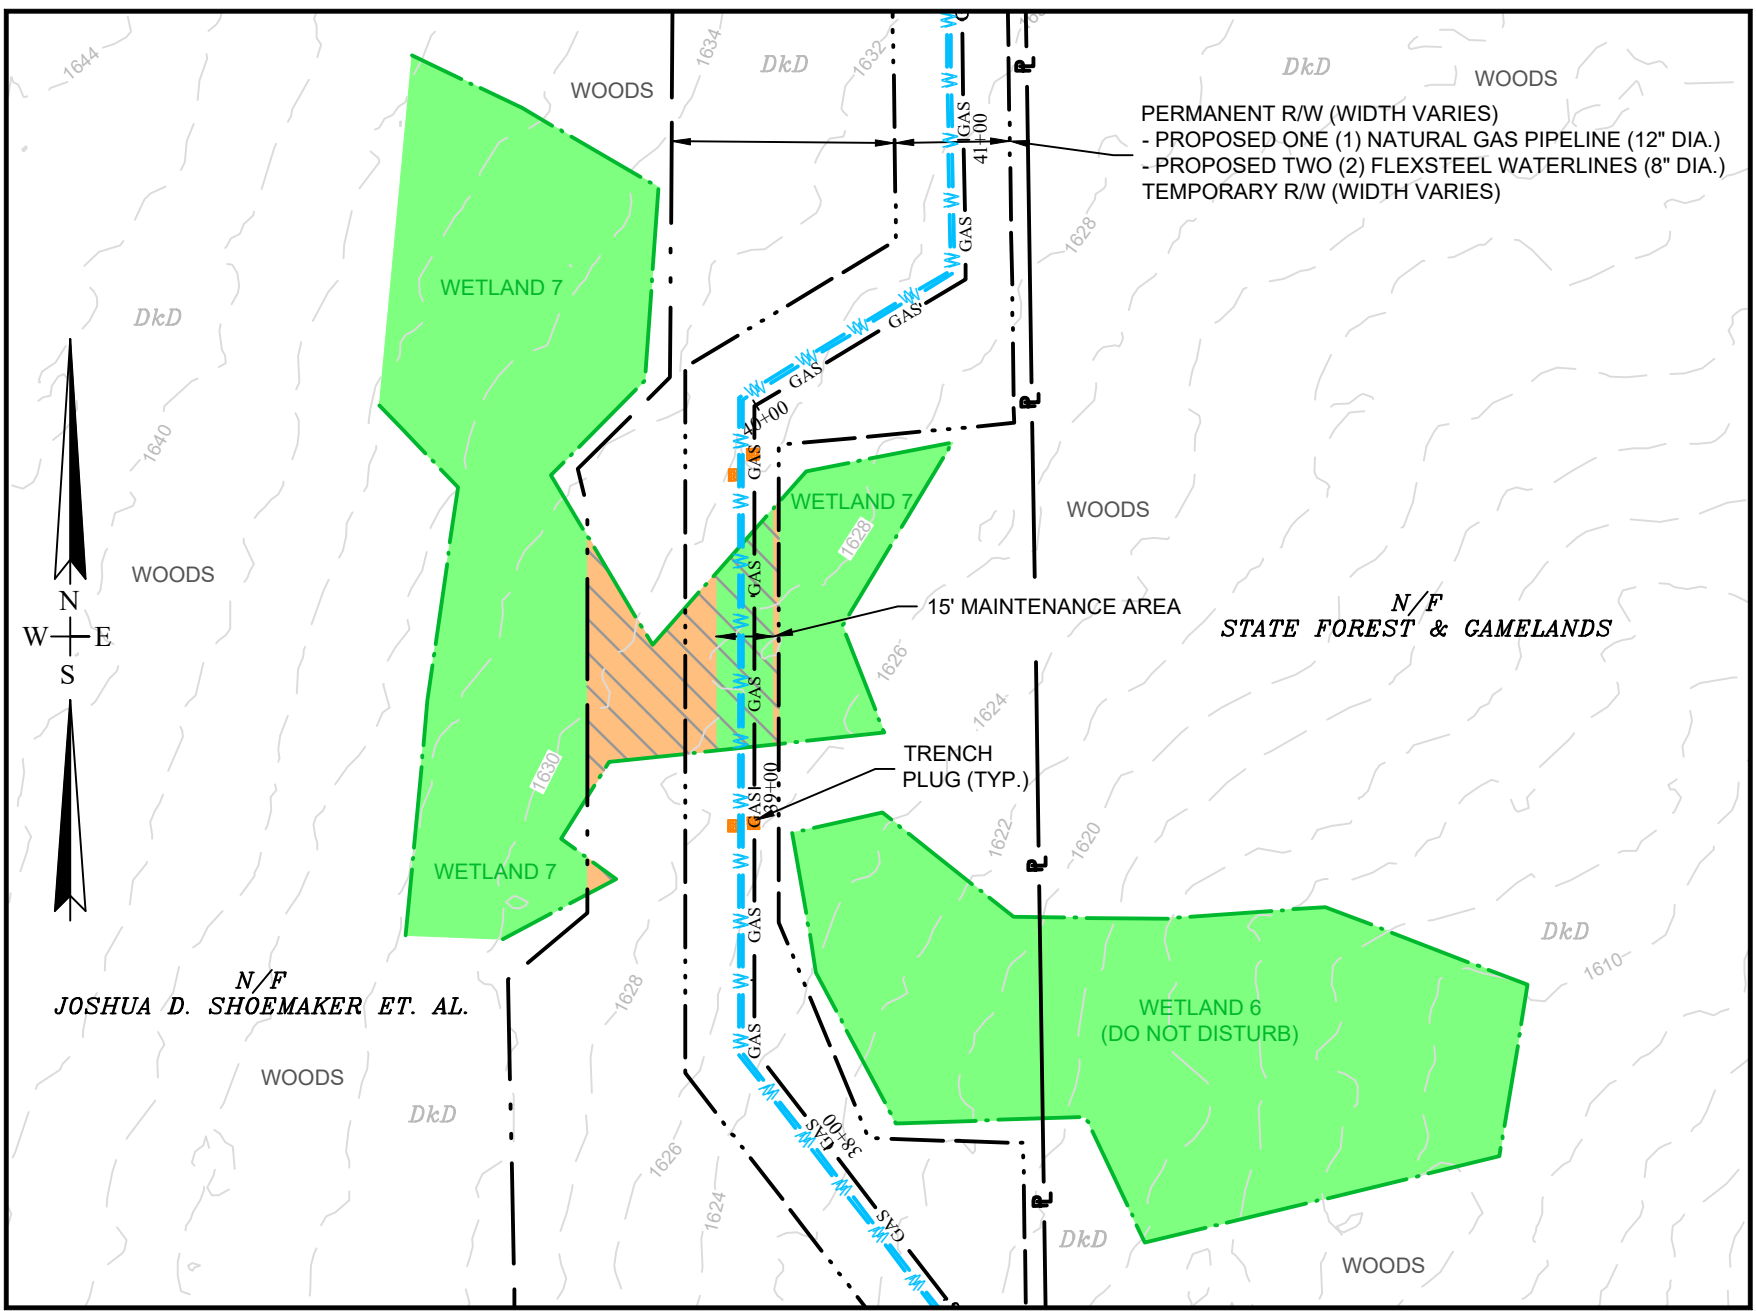 1644
1634
1632
DkD
DkD
WOODS
WOODS
GAS
41+00
PERMANENT R/W (WIDTH VARIES)
- PROPOSED ONE (1) NATURAL GAS PIPELINE (12" DIA.)
- PROPOSED TWO (2) FLEXSTEEL WATERLINES (8" DIA.)
TEMPORARY R/W (WIDTH VARIES)
PL
W
W
W
W
GAS
1628
WETLAND 7
DkD
W
W
GAS
W
W
GAS
W
PL
40+00
1640
W
GAS
WETLAND 7
W
1628
WOODS
WOODS
W
GAS
N
W
E
S
15' MAINTENANCE AREA
N/F
STATE FOREST & GAMELANDS
W
1626
W
GAS
1624
W
TRENCH
PLUG (TYP.)
1630
W
GAS
39+00
1622
1620
WETLAND 7
W
PL
W
GAS
DkD
1610
N/F
JOSHUA D. SHOEMAKER ET. AL.
1628
W
WETLAND 6
(DO NOT DISTURB)
W
GAS
WOODS
DkD
W
GAS
38+00
W
1626
W
1624
PL
GAS
W
DkD
WOODS
W